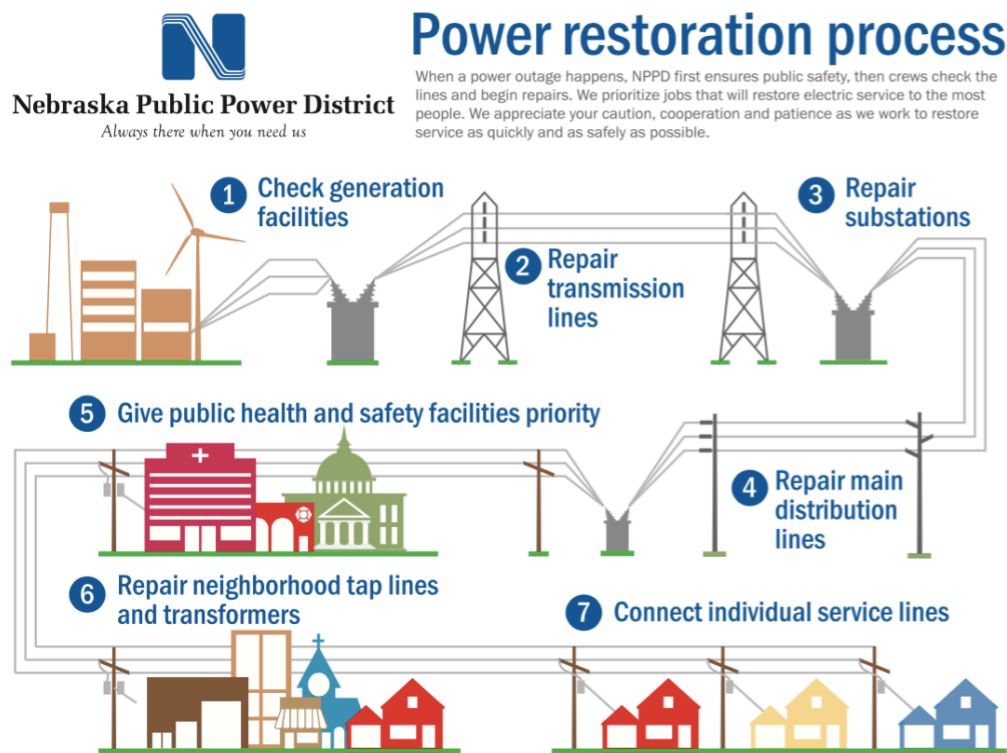 Nebraska Public Power District
Always there when you need us
Power restoration process
When a power outage happens, NPPD first ensures public safety, then crews check the
lines and begin repairs. We prioritize jobs that will restore electric service to the most
people. We appreciate your caution, cooperation and patience as we work to restore
service as quickly and as safely as possible.
1 Check generation
facilities
2 Repair
transmission
lines
3 Repair
substations
4 Repair main
distribution
lines
5 Give public health and safety facilities priority
6 Repair neighborhood tap lines
and transformers
7 Connect individual service lines